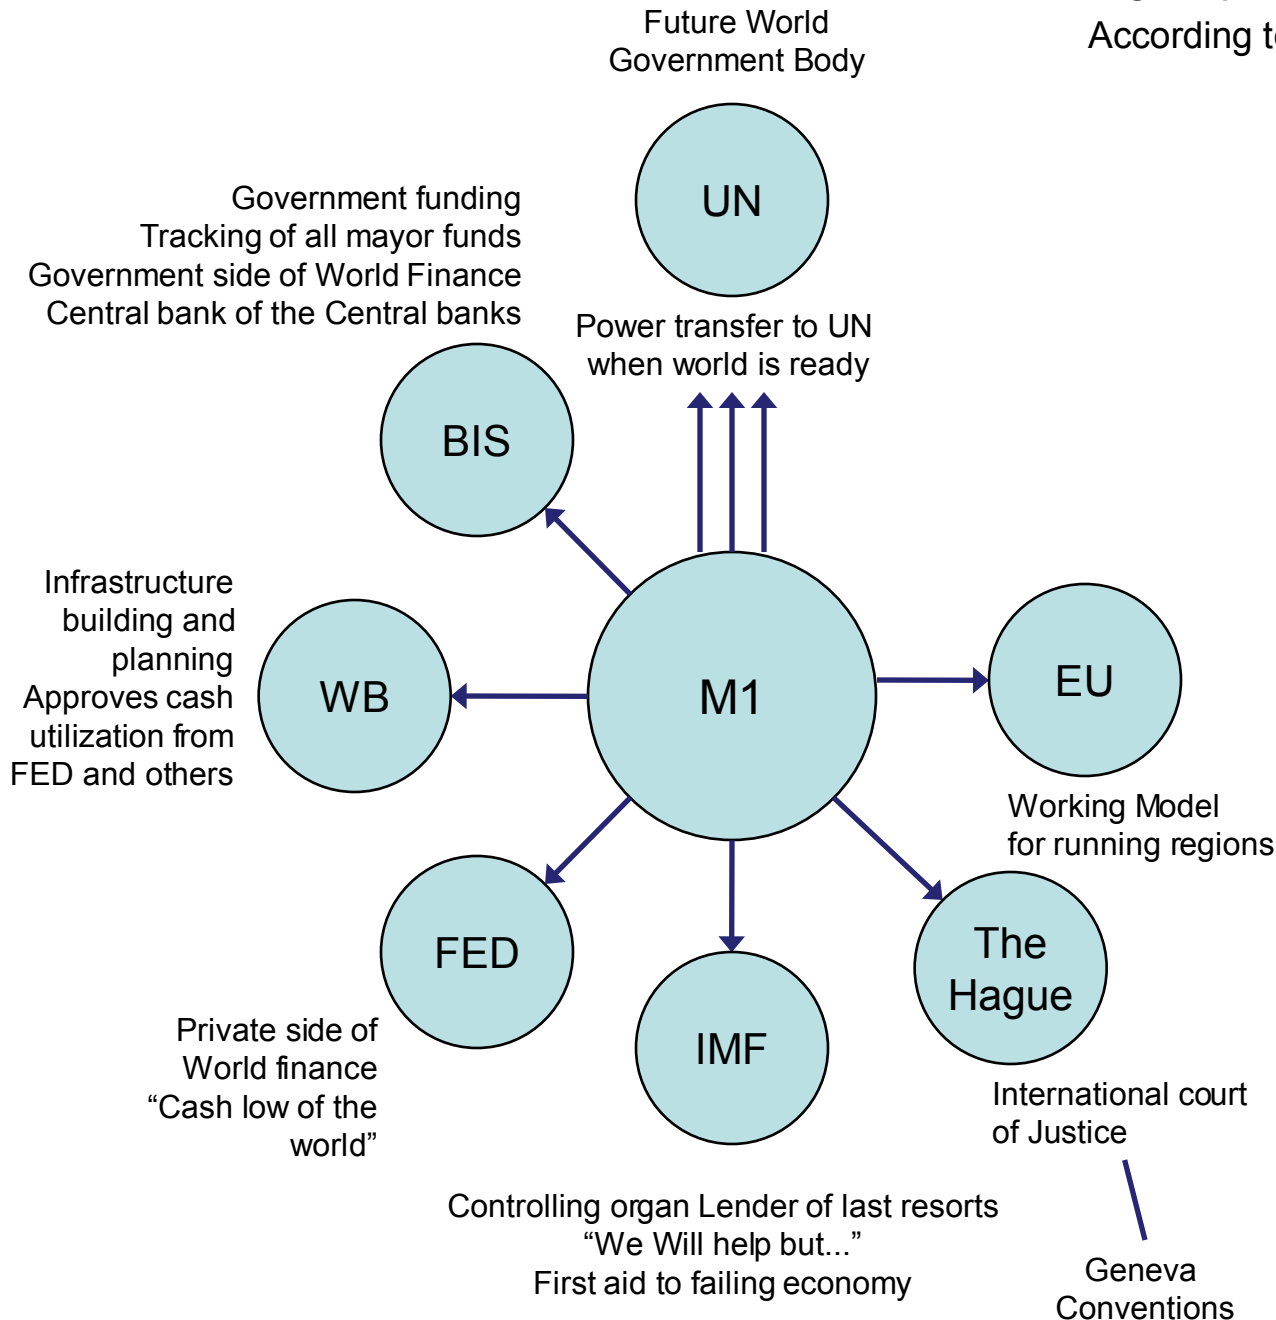 According to
Future World
Government Body
UN
Government funding
Tracking of all mayor funds
Government side of World Finance
Central bank of the Central banks
Power transfer to UN
when world is ready
BIS
Infrastructure
building and
planning
Approves cash
utilization from
FED and others
WB
M1
EU
Working Model
for running regions
FED
Private side of
World finance
“Cash low of the
world”
IMF
Controlling organ Lender of last resorts
“We Will help but...”
First aid to failing economy
The
Hague
International court
of Justice
Geneva
Conventions